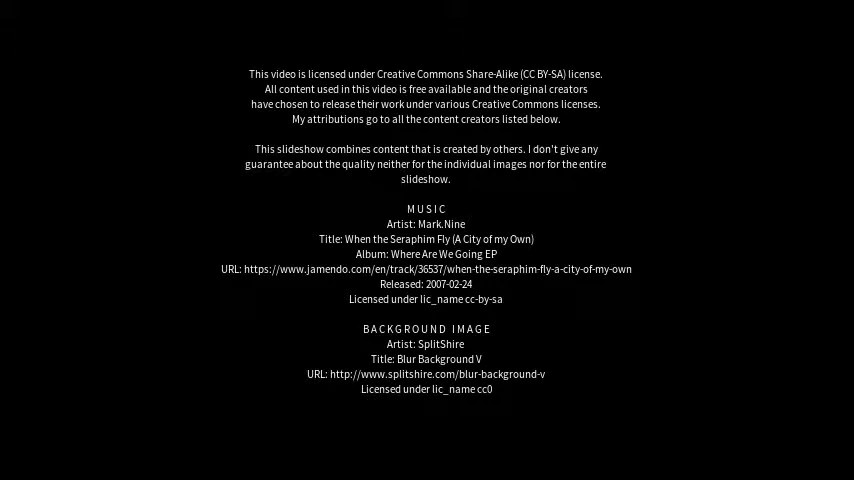 This video is licensed under Creative Commons Share-Alike (CC BY-SA) license.
All content used in this video is free available and the original creators
have chosen to release their work under various Creative Commons licenses.
My attributions go to all the content creators listed below.
This slideshow combines content that is created by others. I don't give any
guarantee about the quality neither for the individual images nor for the entire
slideshow.
MUSIC
Artist: Mark.Nine
Title: When the Seraphim Fly (A City of my Own)
Album: Where Are We Going EP
URL: https://www.jamendo.com/en/track/36537/when-the-seraphim-fly-a-city-of-my-own
Released: 2007-02-24
Licensed under lic_name cc-by-sa
BACKGROUND IMAGE
Artist: SplitShire
Title: Blur Background V
URL: http://www.splitshire.com/blur-background-v
Licensed under lic_name cc0